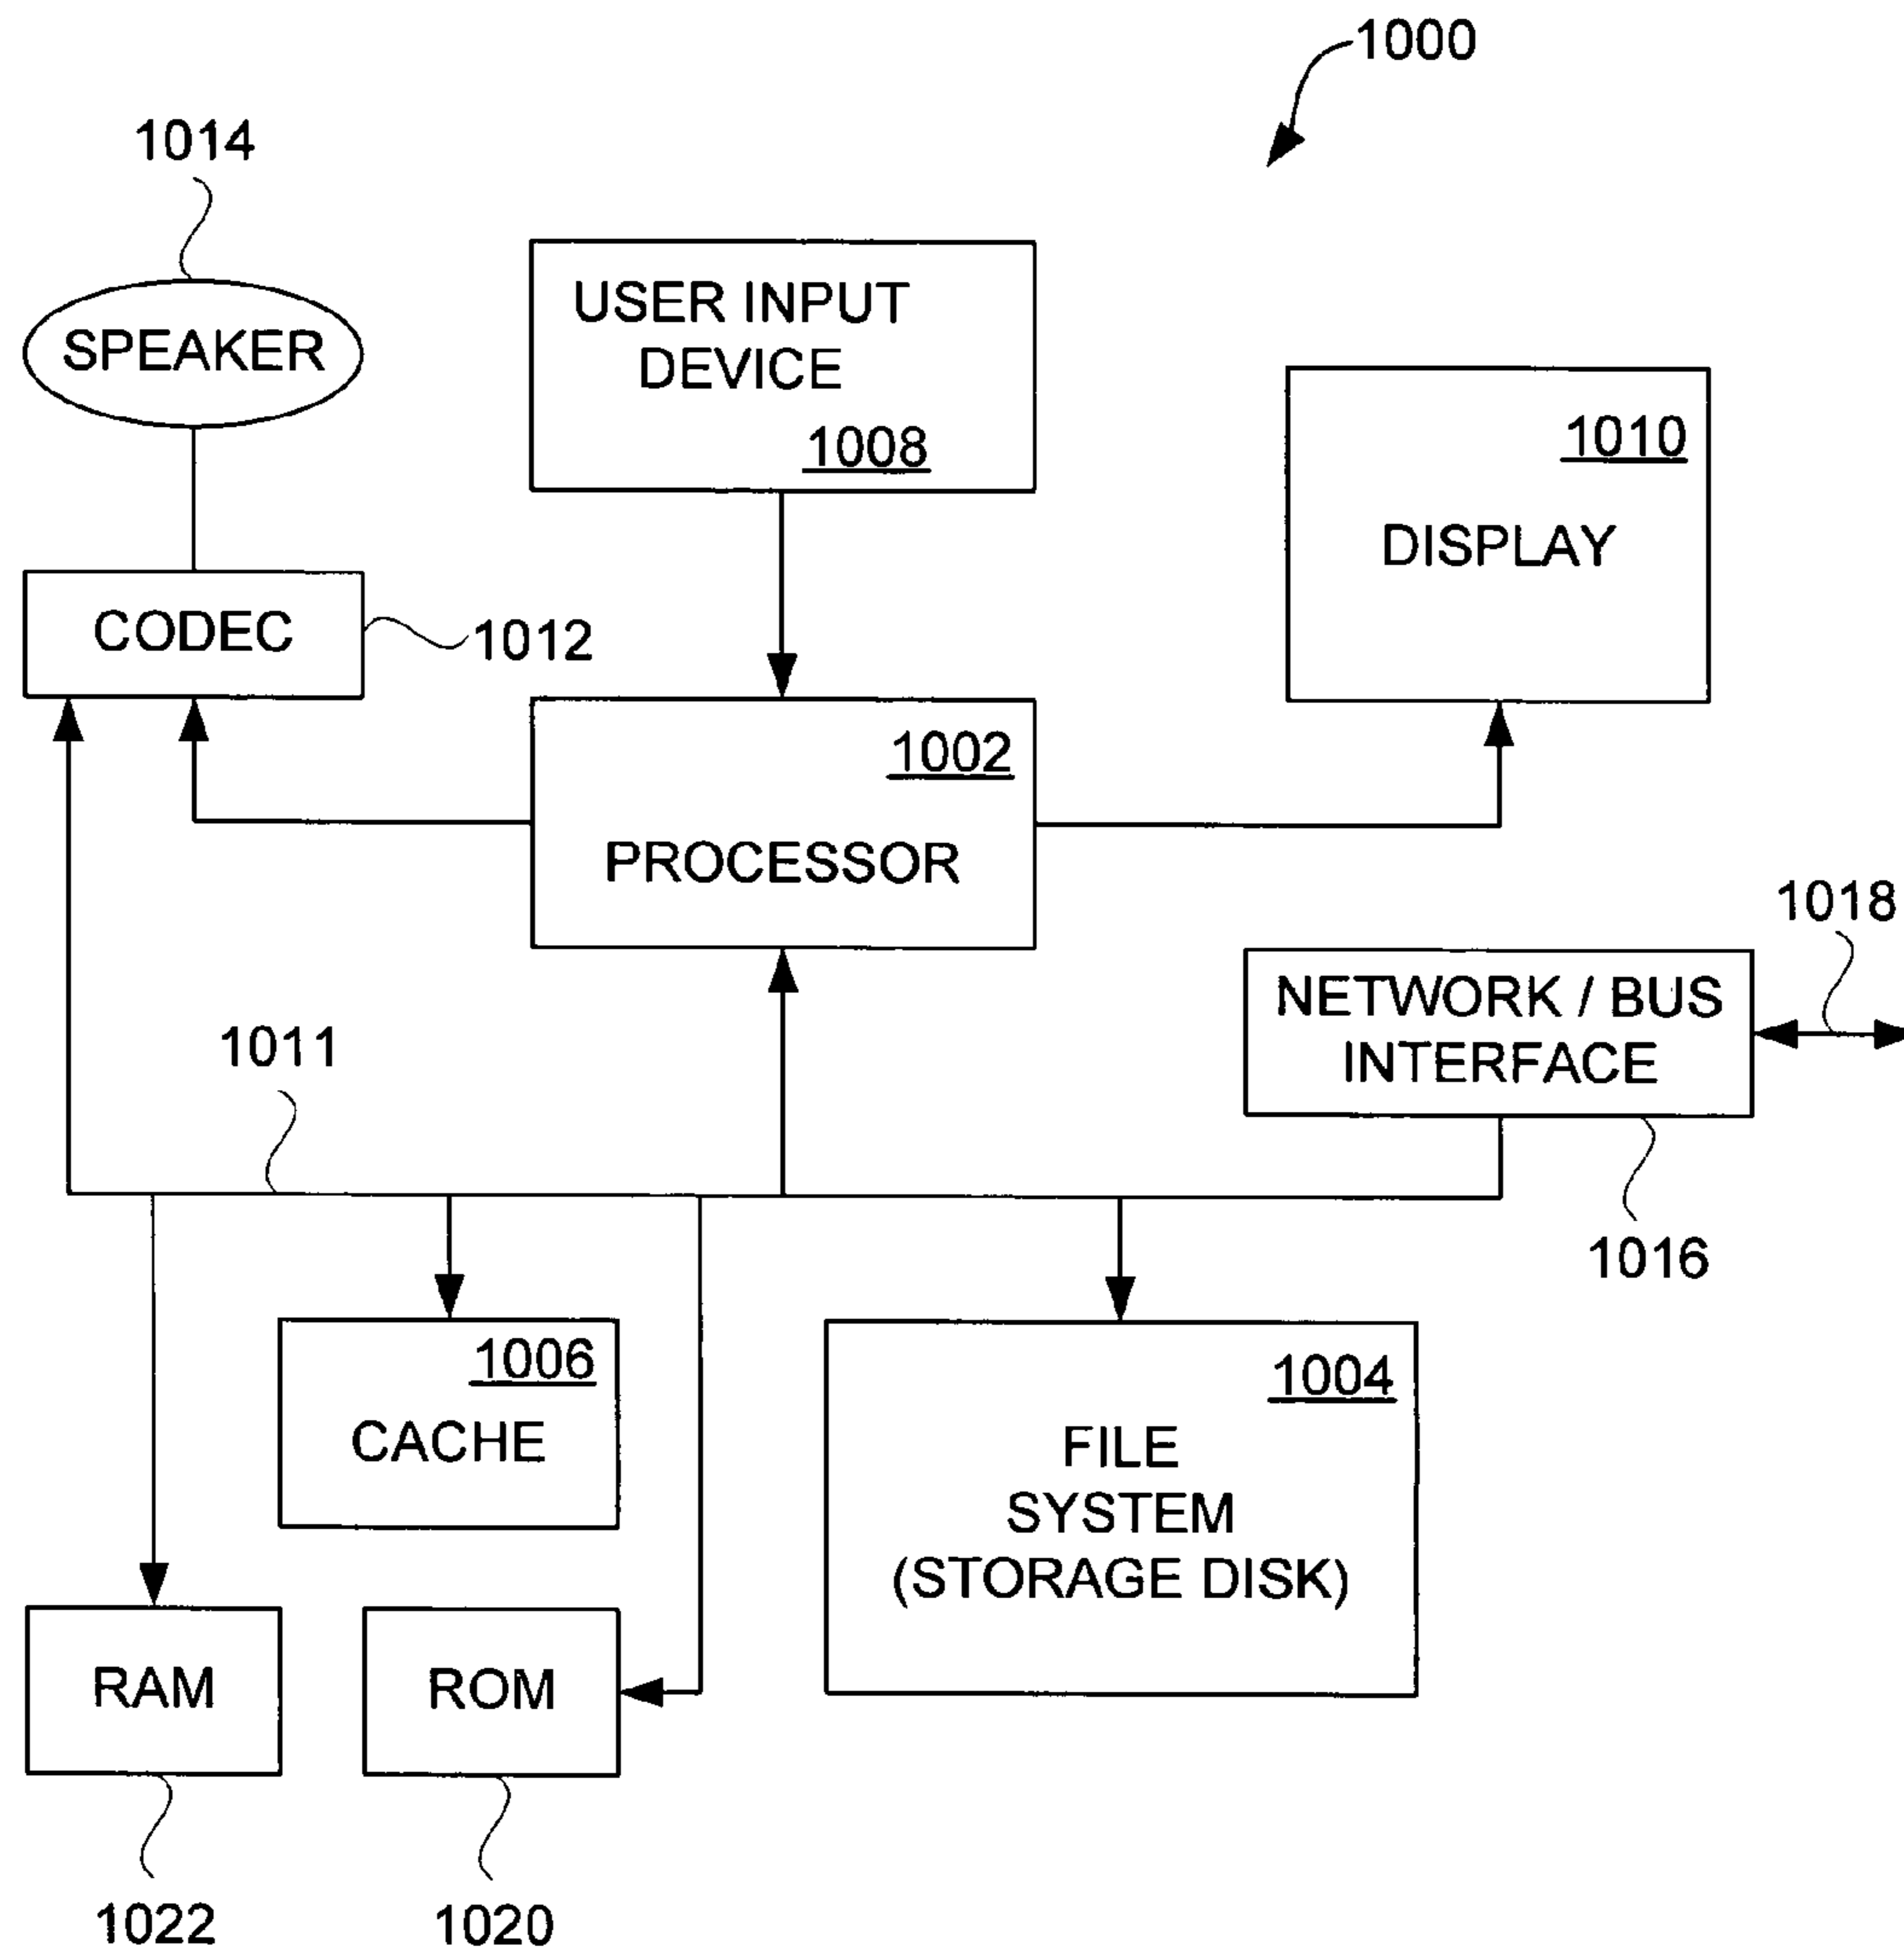 1000
1014
SPEAKER
USER INPUT
DEVICE
1008
1010
DISPLAY
CODEC
1012
1002
PROCESSOR
1018
NETWORK / BUS
INTERFACE
1011
1016
1006
CACHE
1004
FILE
SYSTEM
(STORAGE DISK)
RAM
ROM
1022
1020